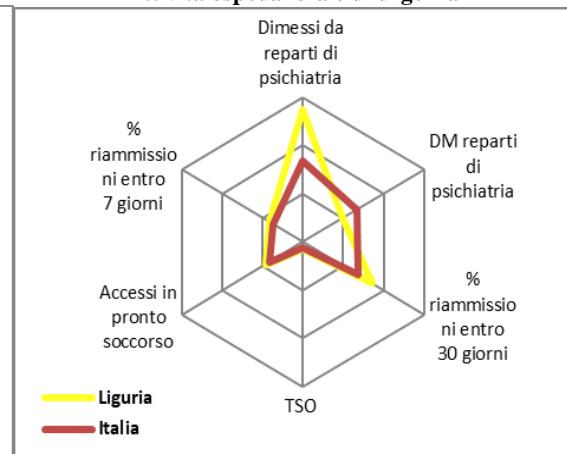 Dimessi da
reparti di
psichiatria
%
riammissio
ni entro
7 giorni
DM reparti
di
psichiatria
Accessi in
pronto
soccorso
%
riammissio
ni entro
30 giorni
TSO
Liguria
Italia